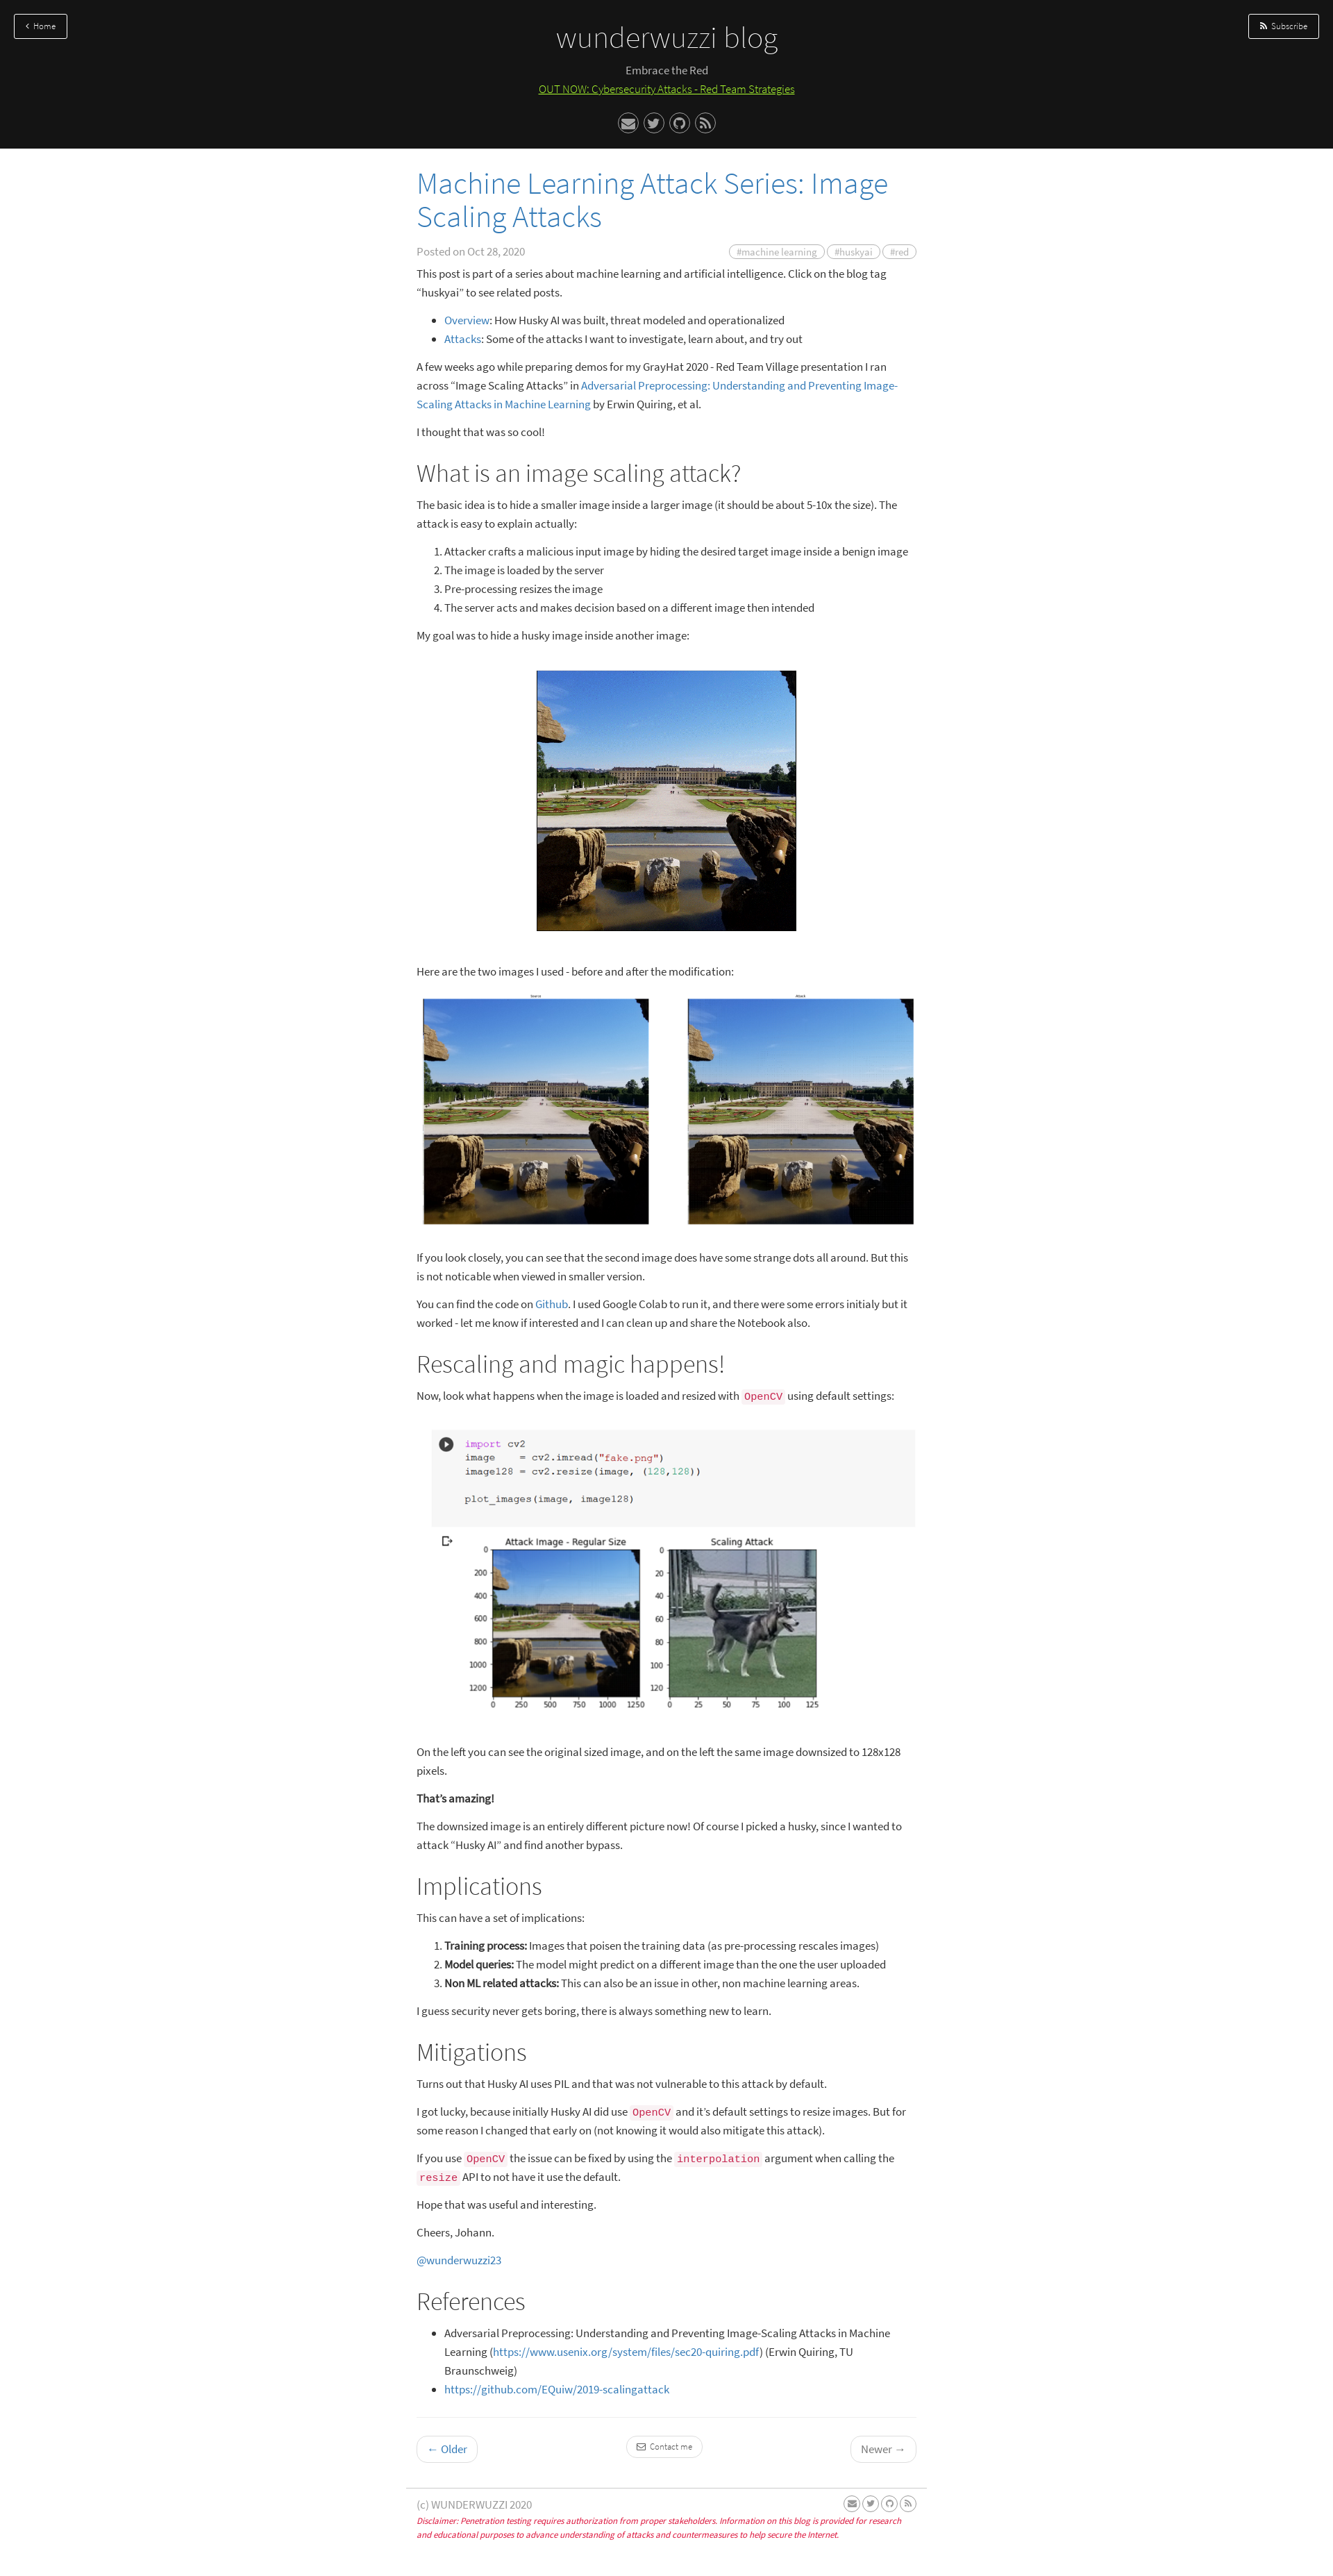 Home
Subscribe
wunderwuzzi blog
Embrace the Red
OUT NOW: Cybersecurity Attacks - Red Team Strategies
Machine Learning Attack Series: Image
Scaling Attacks
Posted on Oct 28, 2020
#machine learning #huskyai #red
This post is part of a series about machine learning and artificial intelligence. Click on the blog tag
“huskyai” to see related posts.
• Overview: How Husky AI was built, threat modeled and operationalized
• Attacks: Some of the attacks I want to investigate, learn about, and try out
A few weeks ago while preparing demos for my GrayHat 2020 - Red Team Village presentation I ran
across “Image Scaling Attacks” in Adversarial Preprocessing: Understanding and Preventing Image-
Scaling Attacks in Machine Learning by Erwin Quiring, et al.
I thought that was so cool!
What is an image scaling attack?
The basic idea is to hide a smaller image inside a larger image (it should be about 5-10x the size). The
attack is easy to explain actually:
1. Attacker crafts a malicious input image by hiding the desired target image inside a benign image
2. The image is loaded by the server
3. Pre-processing resizes the image
4. The server acts and makes decision based on a different image then intended
My goal was to hide a husky image inside another image:
Here are the two images I used - before and after the modification:
If you look closely, you can see that the second image does have some strange dots all around. But this
is not noticable when viewed in smaller version.
You can find the code on Github. I used Google Colab to run it, and there were some errors initialy but it
worked - let me know if interested and I can clean up and share the Notebook also.
Rescaling and magic happens!
Now, look what happens when the image is loaded and resized with OpenCV using default settings:
import cv2
image    = cv2.imread("fake.png")
image128 = cv2.resize(image, (128,128))
plot_images(image, image128)
Attack Image - Regular Size
0
200
400
600
800
1000
1200
0 250 500 750 1000 1250
Scaling Attack
0
20
40
60
80
100
120
0 25 50 75 100 125
On the left you can see the original sized image, and on the left the same image downsized to 128x128
pixels.
That’s amazing!
The downsized image is an entirely different picture now! Of course I picked a husky, since I wanted to
attack “Husky AI” and find another bypass.
Implications
This can have a set of implications:
1. Training process: Images that poisen the training data (as pre-processing rescales images)
2. Model queries: The model might predict on a different image than the one the user uploaded
3. Non ML related attacks: This can also be an issue in other, non machine learning areas.
I guess security never gets boring, there is always something new to learn.
Mitigations
Turns out that Husky AI uses PIL and that was not vulnerable to this attack by default.
I got lucky, because initially Husky AI did use OpenCV and it’s default settings to resize images. But for
some reason I changed that early on (not knowing it would also mitigate this attack).
If you use OpenCV the issue can be fixed by using the interpolation argument when calling the
resize API to not have it use the default.
Hope that was useful and interesting.
Cheers, Johann.
@wunderwuzzi23
References
• Adversarial Preprocessing: Understanding and Preventing Image-Scaling Attacks in Machine
Learning (https://www.usenix.org/system/files/sec20-quiring.pdf) (Erwin Quiring, TU
Braunschweig)
• https://github.com/EQuiw/2019-scalingattack
← Older
Contact me
Newer →
(c) WUNDERWUZZI 2020
Disclaimer: Penetration testing requires authorization from proper stakeholders. Information on this blog is provided for research
and educational purposes to advance understanding of attacks and countermeasures to help secure the Internet.